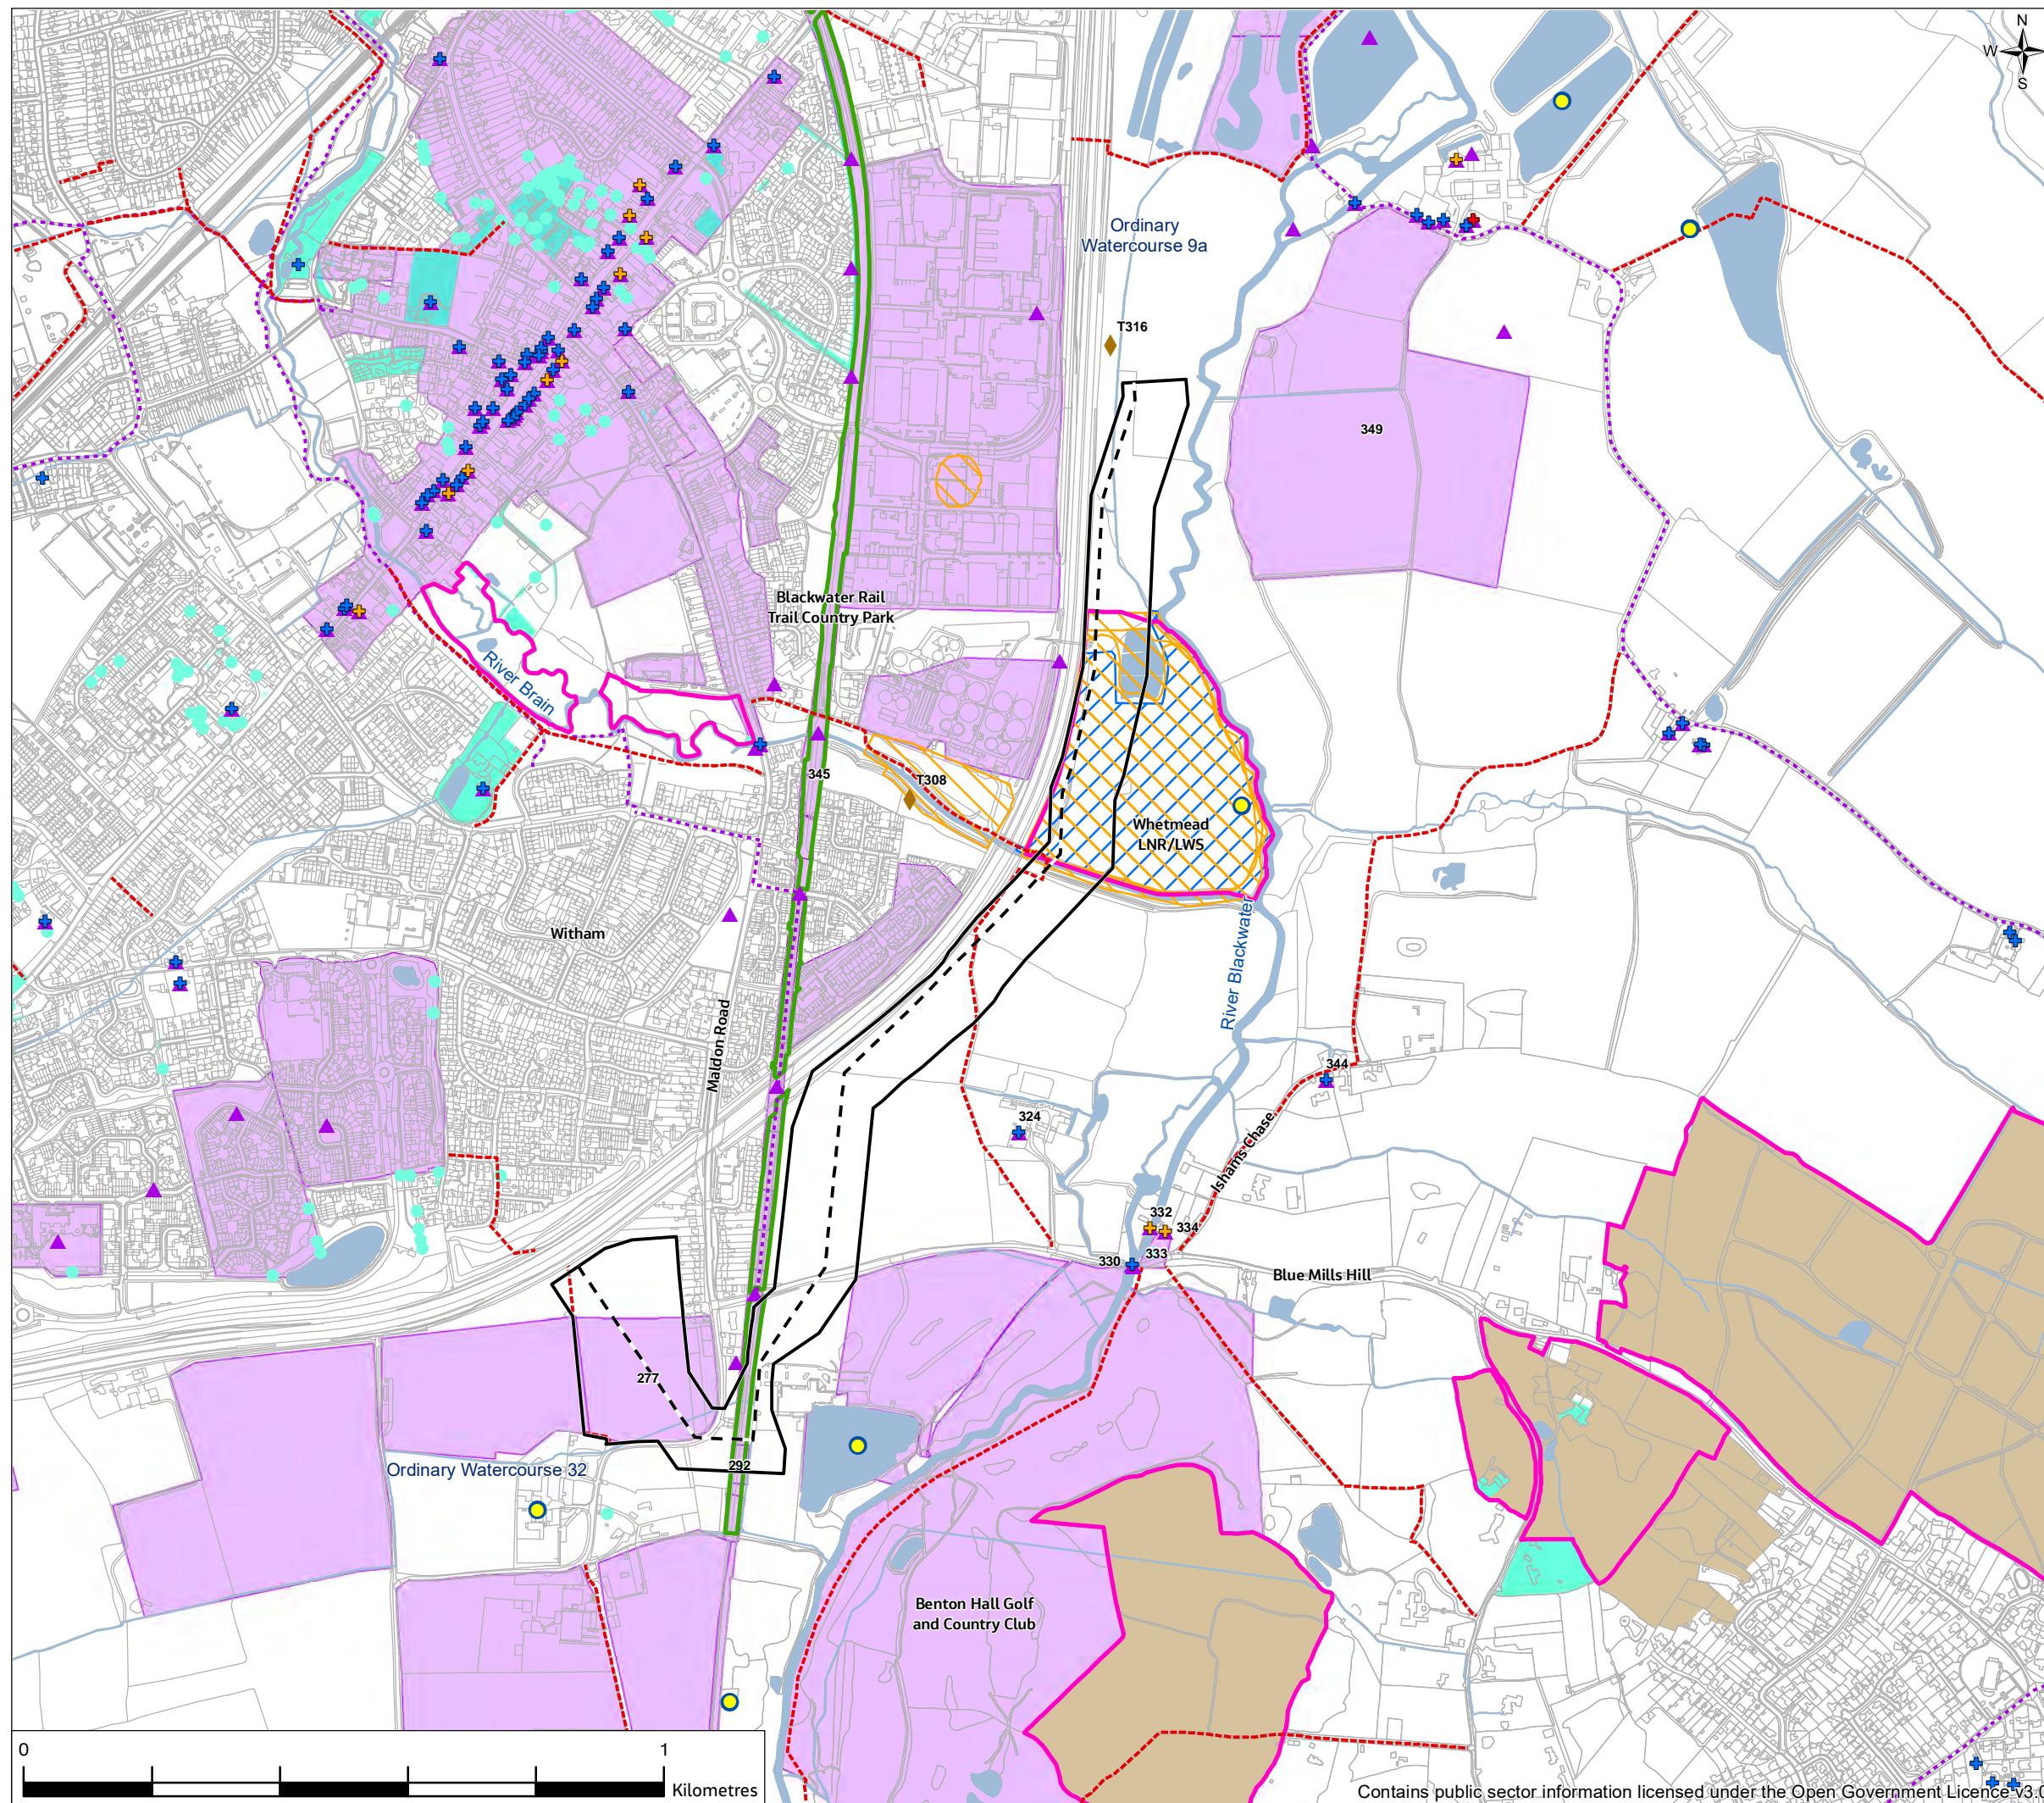 N
W
S
Ordinary
Watercourse 9a
T316
349
Blackwater Rail
Trail Country Park
River Brain
345
T308
Whetmead
LNR/LWS
Witham
River Blackwater
Maldon Road
344
324
Ishams Chase
332
334
333
330
Blue Mills Hill
277
Ordinary Watercourse 32
292
Benton Hall Golf
and Country Club
0
1
Kilometres
Contains public sector information licensed under the Open Government Licence v3.0